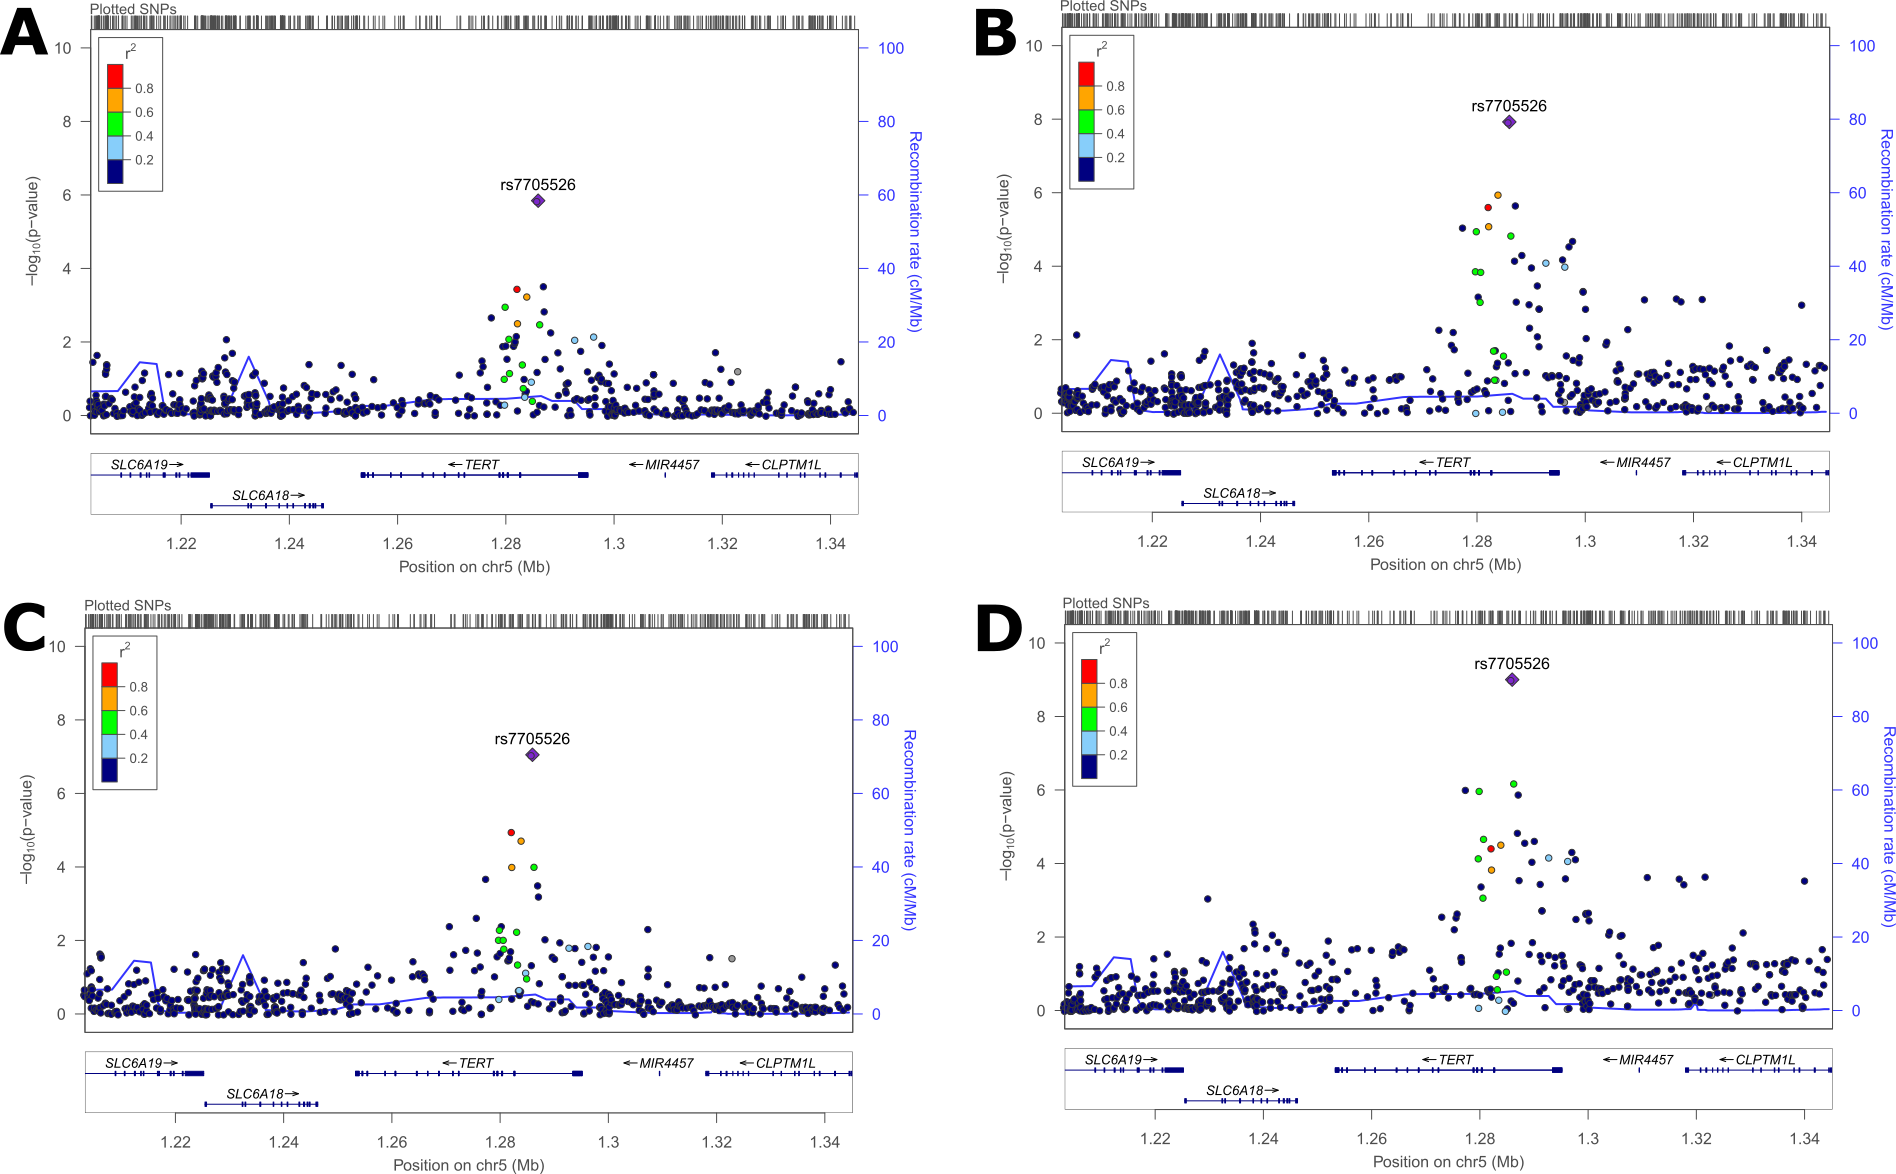 A
Plotted SNPs
10
8
6
4
2
0
100
80
60
40
20
0
r2
0.8
0.6
0.4
0.2
rs7705526
−log10(p−value)
Recombination rate (cM/Mb)
SLC6A19→
←TERT
←MIR4457
←CLPTM1L
SLC6A18→
1.22
1.24
1.26
1.28
1.3
1.32
1.34
Position on chr5 (Mb)
B
Plotted SNPs
10
8
6
4
2
0
100
80
60
40
20
0
r2
0.8
0.6
0.4
0.2
rs7705526
−log10(p−value)
Recombination rate (cM/Mb)
SLC6A19→
←TERT
←MIR4457
←CLPTM1L
SLC6A18→
1.22
1.24
1.26
1.28
1.3
1.32
1.34
Position on chr5 (Mb)
C
Plotted SNPs
10
8
6
4
2
0
100
80
60
40
20
0
r2
0.8
0.6
0.4
0.2
rs7705526
−log10(p−value)
Recombination rate (cM/Mb)
SLC6A19→
←TERT
←MIR4457
←CLPTM1L
SLC6A18→
1.22
1.24
1.26
1.28
1.3
1.32
1.34
Position on chr5 (Mb)
D
Plotted SNPs
10
8
6
4
2
0
100
80
60
40
20
0
r2
0.8
0.6
0.4
0.2
rs7705526
−log10(p−value)
Recombination rate (cM/Mb)
SLC6A19→
←TERT
←MIR4457
←CLPTM1L
SLC6A18→
1.22
1.24
1.26
1.28
1.3
1.32
1.34
Position on chr5 (Mb)